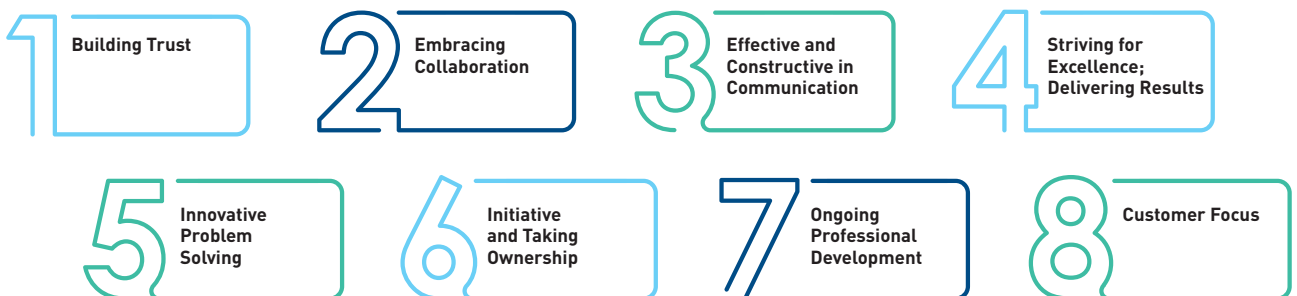 1
Building Trust
2
Embracing
Collaboration
3
Effective and
Constructive in
Communication
4
Striving for
Excellence;
Delivering Results
5
Innovative
Problem
Solving
6
Initiative
and Taking
Ownership
7
Ongoing
Professional
Development
8
Customer Focus